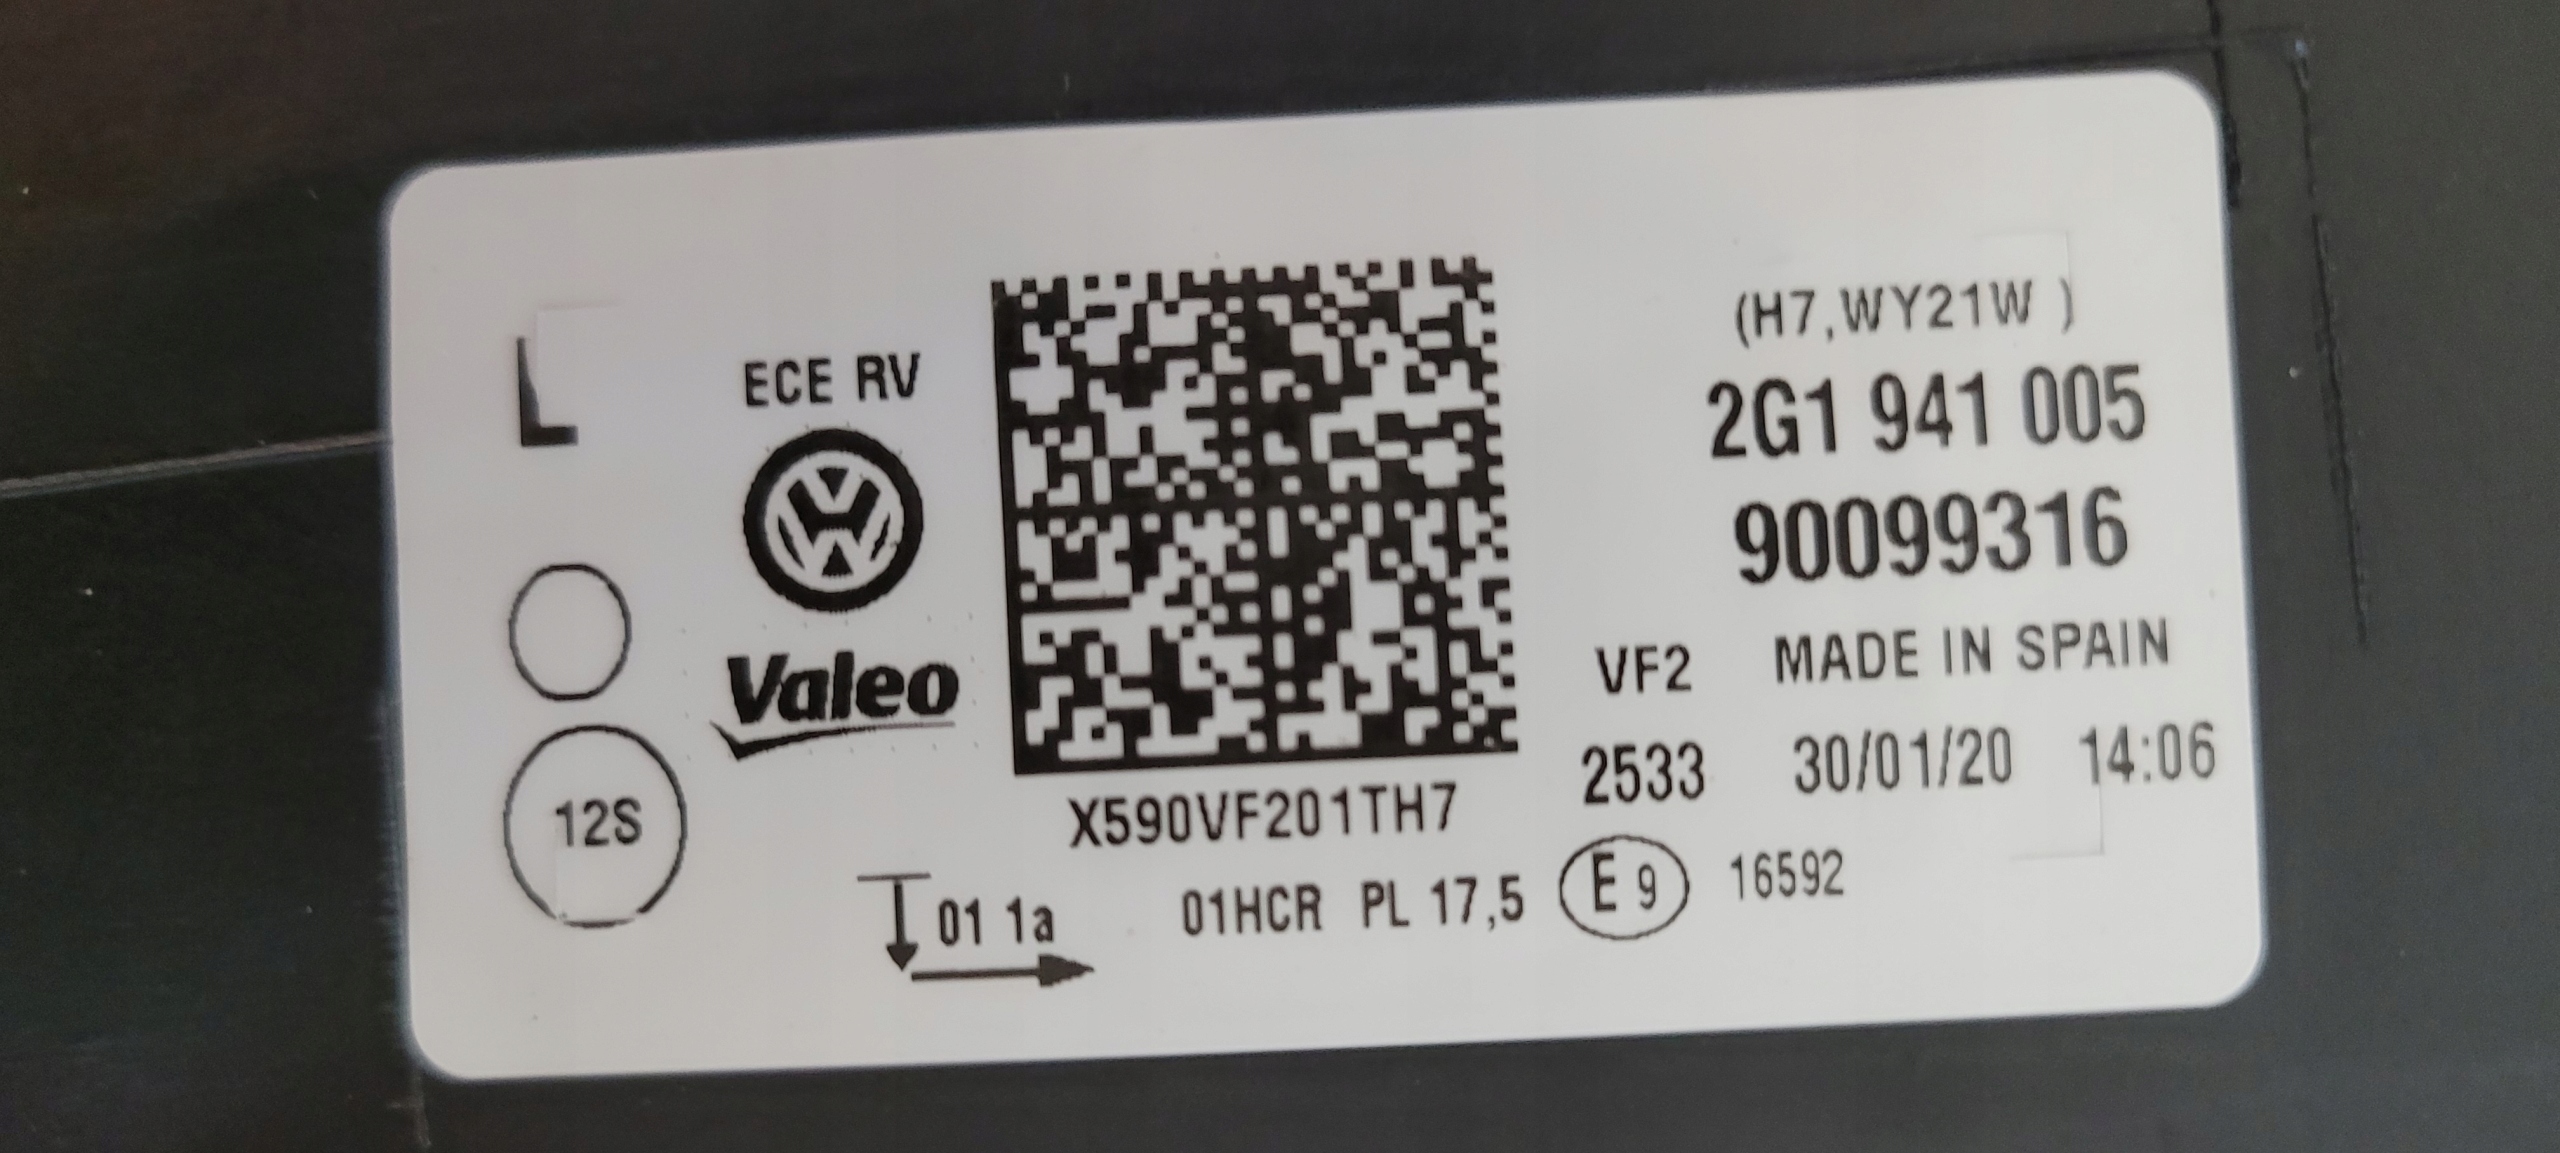 L
ECE RV
Valeo
12S
X590VF201TH7
(H7,WY21W )
2G1 941 005
90099316
VF2 MADE IN SPAIN
2533 30/01/20 14:06
01 1a 01HCR PL 17,5 E 9 16592